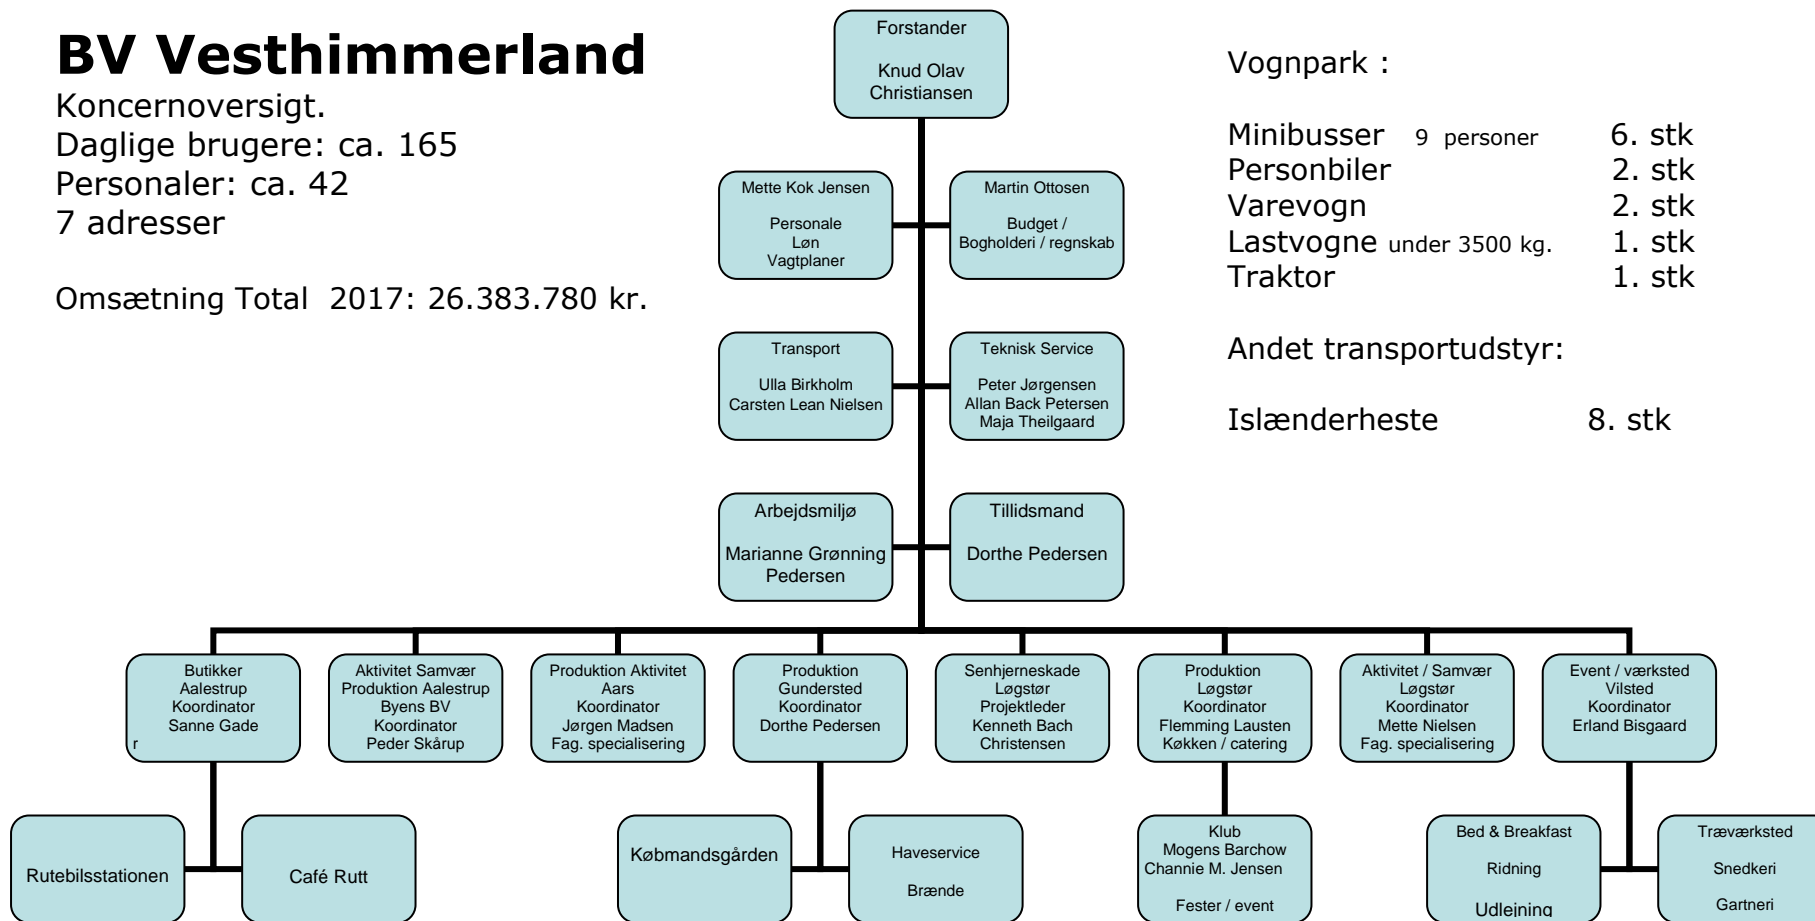 BV Vesthimmerland
Koncernoversigt.
Daglige brugere: ca. 165
Personaler: ca. 42
7 adresser
Omsætning Total 2017: 26.383.780 kr.
Forstander
Knud Olav
Christiansen
Vognpark :
Minibusser 9 personer 6. stk
Personbiler 2. stk
Varevogn 2. stk
Lastvogne under 3500 kg. 1. stk
Traktor 1. stk
Andet transportudstyr:
Islænderheste 8. stk
Mette Kok Jensen
Personale
Løn
Vagtplaner
Martin Ottosen
Budget /
Bogholderi / regnskab
Transport
Ulla Birkholm
Carsten Lean Nielsen
Teknisk Service
Peter Jørgensen
Allan Back Petersen
Maja Theilgaard
Arbejdsmiljø
Marianne Grønning
Pedersen
Tillidsmand
Dorthe Pedersen
Butikker
Aalestrup
Koordinator
Sanne Gade
r
Aktivitet Samvær
Produktion Aalestrup
Byens BV
Koordinator
Peder Skårup
Produktion Aktivitet
Aars
Koordinator
Jørgen Madsen
Fag. specialisering
Produktion
Gundersted
Koordinator
Dorthe Pedersen
Senhjerneskade
Løgstør
Projektleder
Kenneth Bach
Christensen
Produktion
Løgstør
Koordinator
Flemming Lausten
Køkken / catering
Aktivitet / Samvær
Løgstør
Koordinator
Mette Nielsen
Fag. specialisering
Event / værksted
Vilsted
Koordinator
Erland Bisgaard
Rutebilsstationen
Café Rutt
Købmandsgården
Haveservice
Brænde
Klub
Mogens Barchow
Channie M. Jensen
Fester / event
Bed & Breakfast
Ridning
Udlejning
Træværksted
Snedkeri
Gartneri